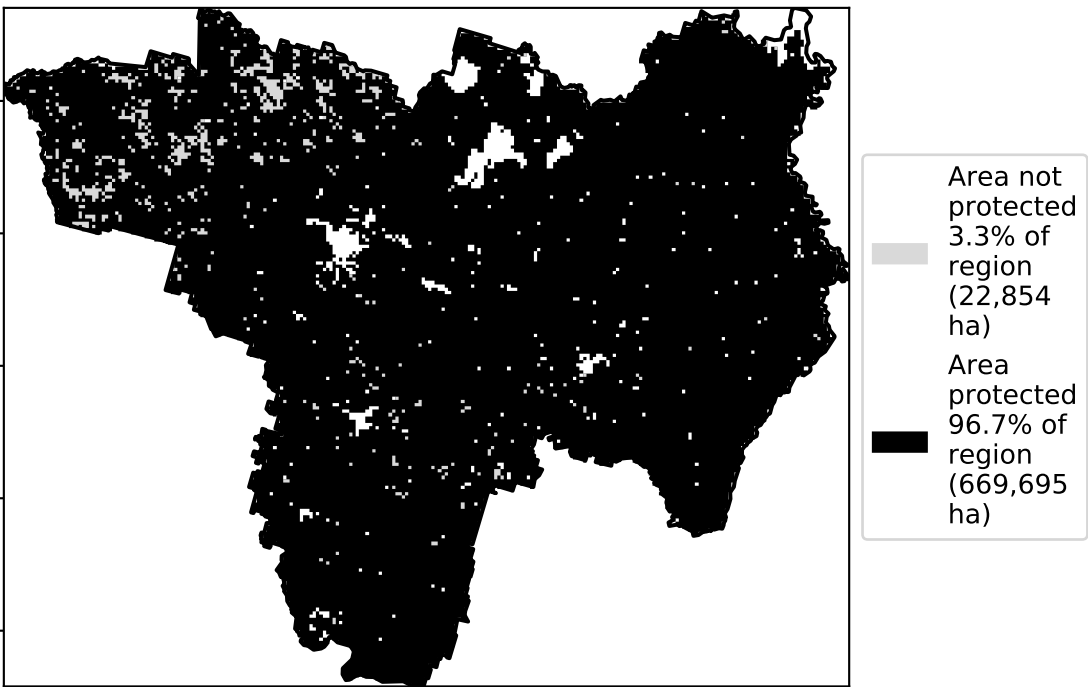 Area not
protected
3.3% of
region
(22,854
ha)
Area
protected
96.7% of
region
(669,695
ha)